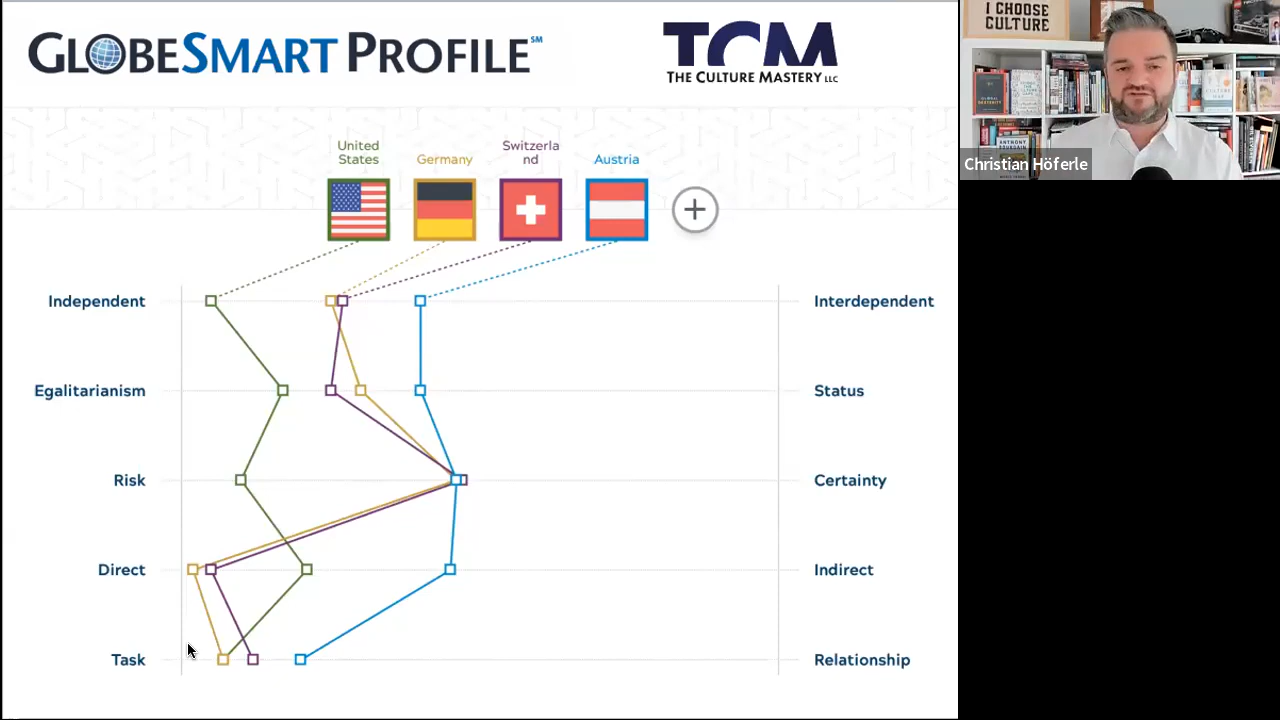 GLOBESMART PROFILE℠
TCM
THE CULTURE MASTERY LLC
United
States
Germany
Switzerla
nd
Austria
Independent
Interdependent
Egalitarianism
Status
Risk
Certainty
Direct
Indirect
Task
Relationship
I CHOOSE
CULTURE
Christian Höferle